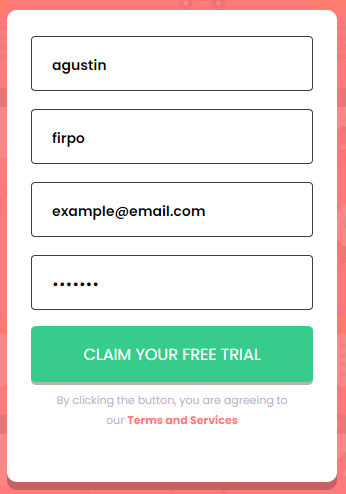 agustin
firpo
example@email.com
•••••••
CLAIM YOUR FREE TRIAL
By clicking the button, you are agreeing to
our Terms and Services